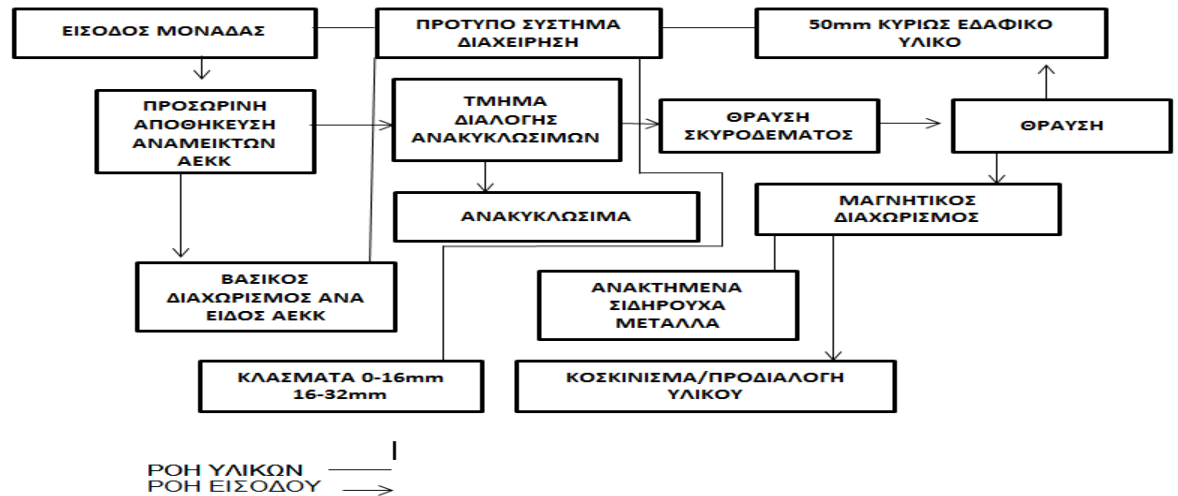 ΕΙΣΟΔΟΣ ΜΟΝΑΔΑΣ
ΠΡΟΤΥΠΟ ΣΥΣΤΗΜΑ
ΔΙΑΧΕΙΡΗΣΗ
50mm ΚΥΡΙΩΣ ΕΔΑΦΙΚΟ
ΥΛΙΚΟ
ΠΡΟΣΩΡΙΝΗ
ΑΠΟΘΗΚΕΥΣΗ
ΑΝΑΜΕΙΚΤΩΝ
ΑΕΚΚ
ΤΜΗΜΑ
ΔΙΑΛΟΓΗΣ
ΑΝΑΚΥΚΛΩΣΙΜΩΝ
ΘΡΑΥΣΗ
ΣΚΥΡΟΔΕΜΑΤΟΣ
ΘΡΑΥΣΗ
ΑΝΑΚΥΚΛΩΣΙΜΑ
ΜΑΓΝΗΤΙΚΟΣ
ΔΙΑΧΩΡΙΣΜΟΣ
ΒΑΣΙΚΟΣ
ΔΙΑΧΩΡΙΣΜΟΣ ΑΝΑ
ΕΙΔΟΣ ΑΕΚΚ
ΑΝΑΚΤΗΜΕΝΑ
ΣΙΔΗΡΟΥΧΑ
ΜΕΤΑΛΛΑ
ΚΛΑΣΜΑΤΑ 0-16mm
16-32mm
ΚΟΣΚΙΝΙΣΜΑ/ΠΡΟΔΙΑΛΟΓΗ
ΥΛΙΚΟΥ
ΡΟΗ ΥΛΙΚΩΝ
ΡΟΗ ΕΙΣΟΔΟΥ